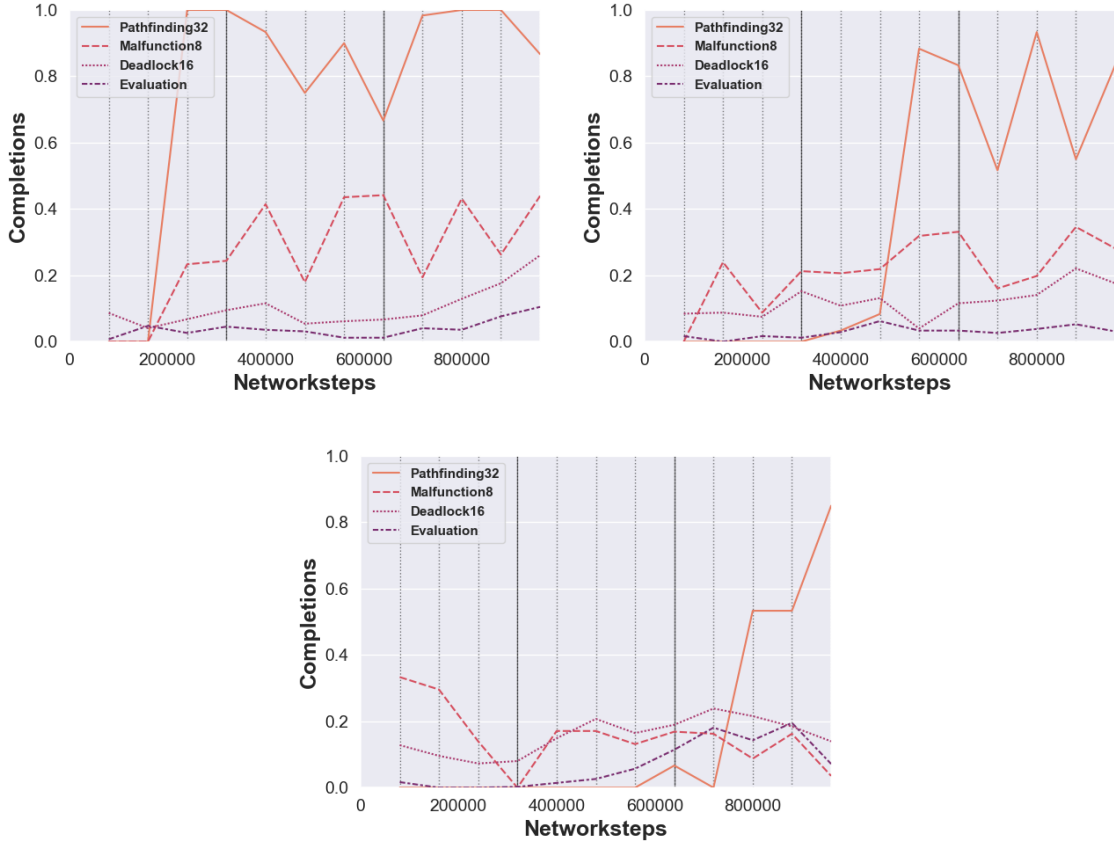 1.0
0.8
0.6
0.4
0.2
0.0
Completions
Pathfinding32
Malfunction8
Deadlock16
Evaluation
0 200000 400000 600000 800000
Networksteps
1.0
0.8
0.6
0.4
0.2
0.0
Completions
Pathfinding32
Malfunction8
Deadlock16
Evaluation
0 200000 400000 600000 800000
Networksteps
1.0
0.8
0.6
0.4
0.2
0.0
Completions
Pathfinding32
Malfunction8
Deadlock16
Evaluation
0 200000 400000 600000 800000
Networksteps